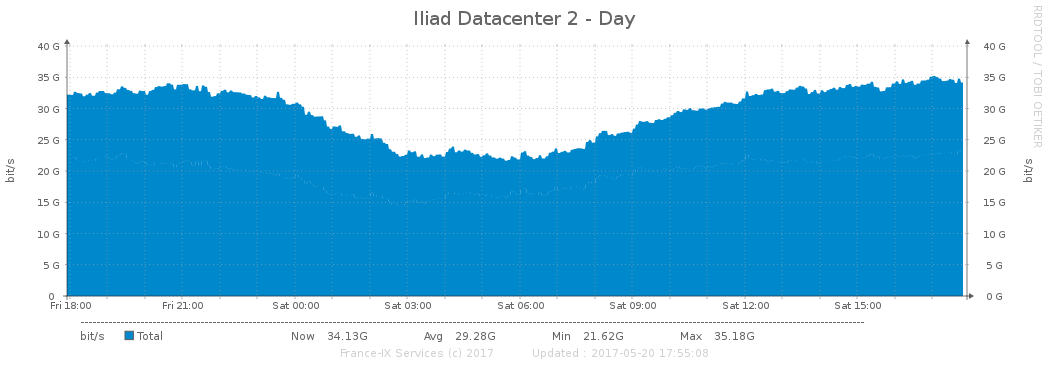 Iliad Datacenter 2 - Day
RRDTOOL / TOBI OETIKER
40 G 40 G
35 G 35 G
30 G 30 G
25 G 25 G
20 G 20 G
15 G 15 G
10 G 10 G
5 G 5 G
0 0 G
bit/s bit/s
Fri 18:00 Fri 21:00 Sat 00:00 Sat 03:00 Sat 06:00 Sat 09:00 Sat 12:00 Sat 15:00
bit/s Total Now 34.13G Avg 29.28G Min 21.62G Max 35.18G
France-IX Services (c) 2017 Updated : 2017-05-20 17:55:08